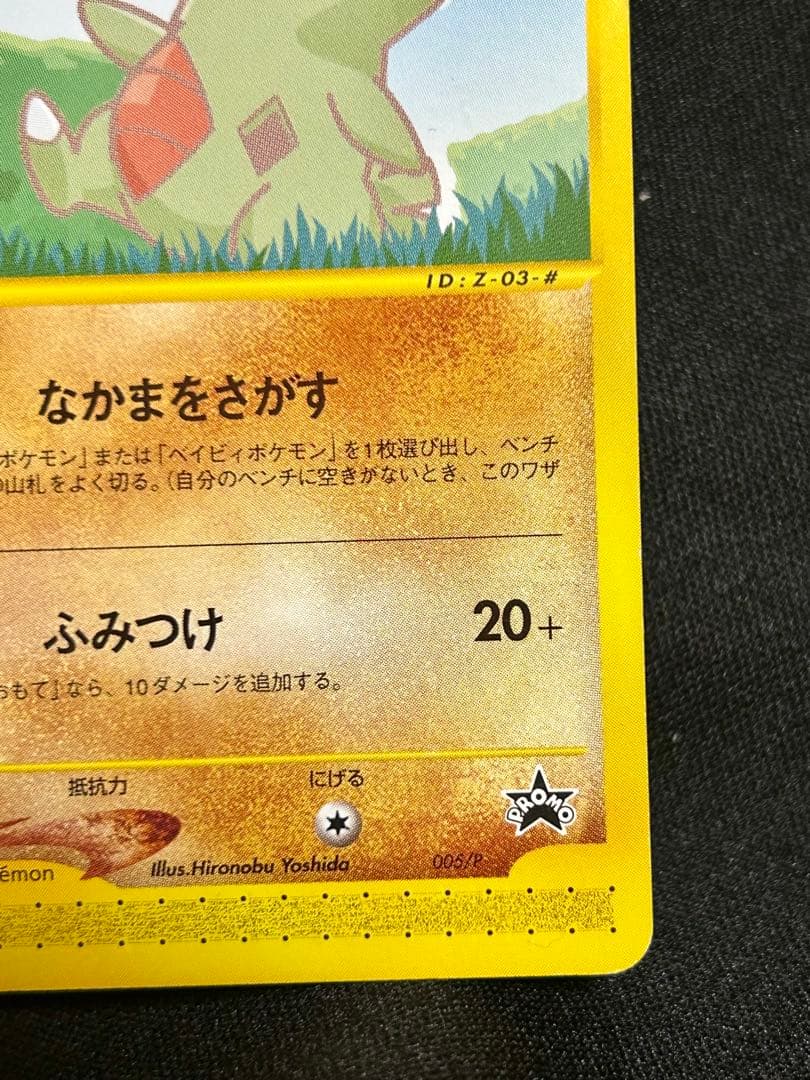 ID:Z-03-#
なかまをさがす
ポケモン」または「ベイビィポケモン」を1枚選び出し、ベンチ
の山札をよく切る。(自分のベンチに空きがないとき、このワザ
ふみつけ 20+
おもて」なら、10ダメージを追加する。
抵抗力 にげる
PROMO
émon Illus.Hironobu Yoshida 005/P